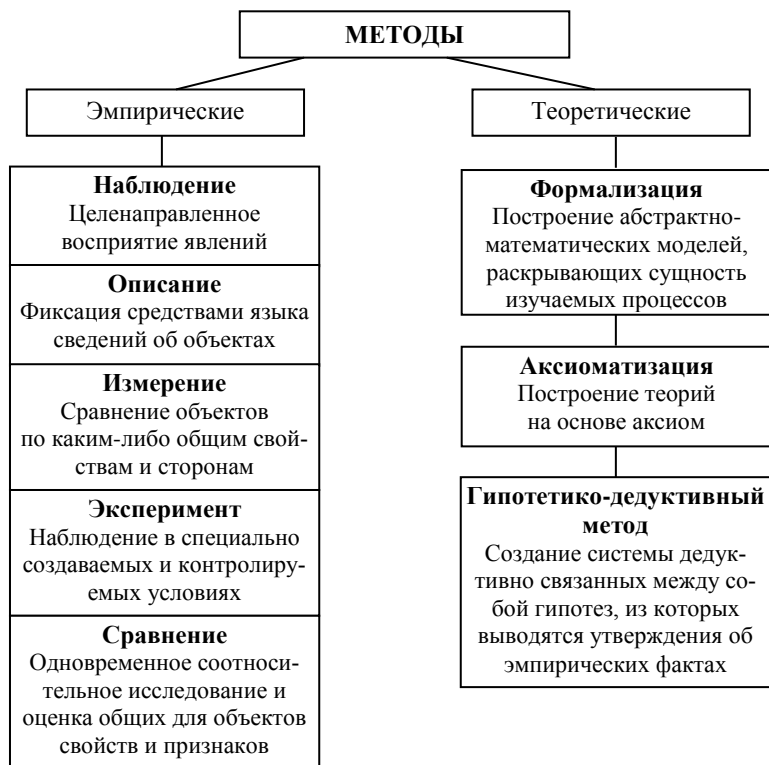 МЕТОДЫ
Эмпирические
Теоретические
Наблюдение
Целенаправленное
восприятие явлений
Описание
Фиксация средствами языка
сведений об объектах
Измерение
Сравнение объектов
по каким-либо общим свой-
ствам и сторонам
Эксперимент
Наблюдение в специально
создаваемых и контролиру-
емых условиях
Сравнение
Одновременное соотноси-
тельное исследование и
оценка общих для объектов
свойств и признаков
Формализация
Построение абстрактно-
математических моделей,
раскрывающих сущность
изучаемых процессов
Аксиоматизация
Построение теорий
на основе аксиом
Гипотетико-дедуктивный
метод
Создание системы дедук-
тивно связанных между со-
бой гипотез, из которых
выводятся утверждения об
эмпирических фактах